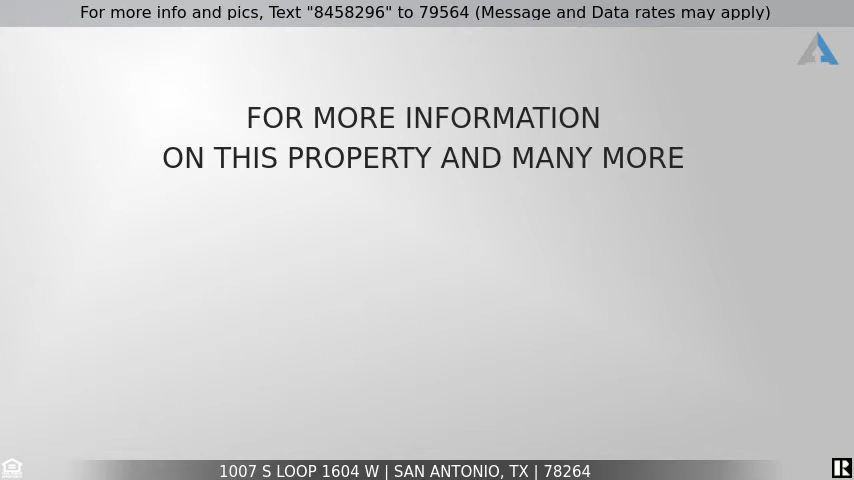 For more info and pics, Text "8458296" to 79564 (Message and Data rates may apply)
FOR MORE INFORMATION
ON THIS PROPERTY AND MANY MORE
1007 S LOOP 1604 W | SAN ANTONIO, TX | 78264